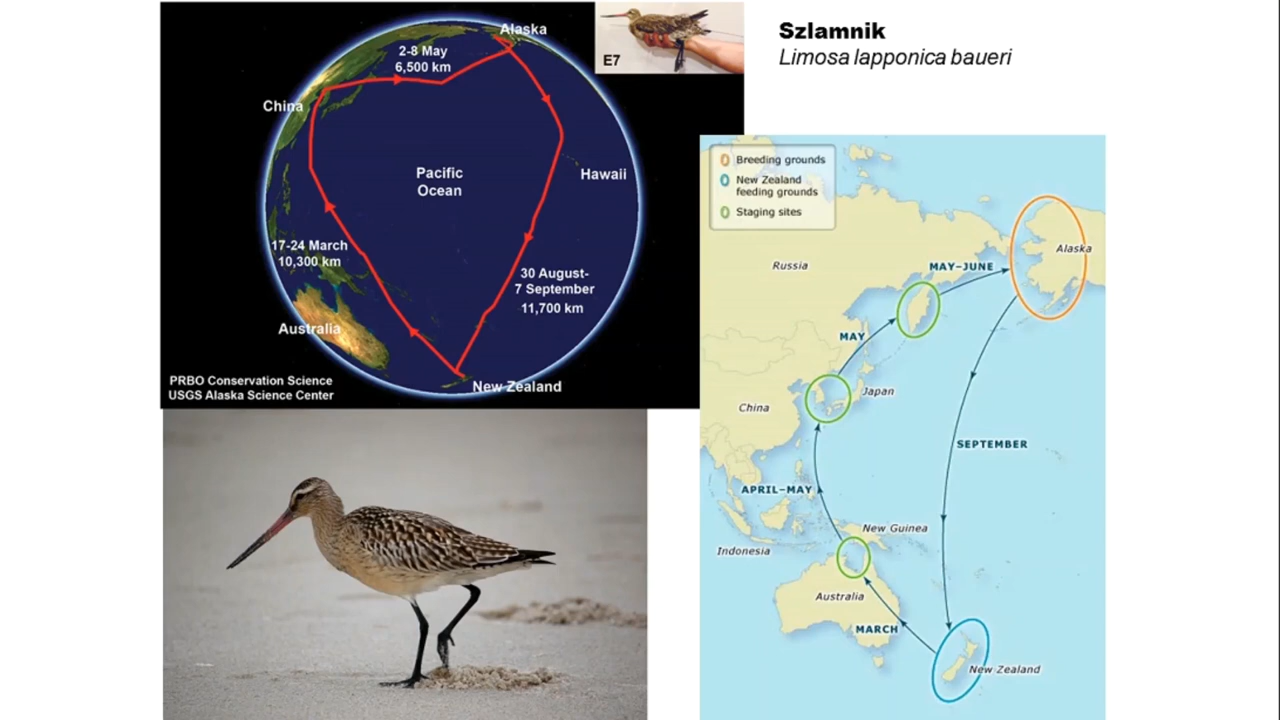 Szlamnik
Limosa lapponica baueri
Alaska
2-8 May
6,500 km
E7
China
Pacific
Ocean
Hawaii
17-24 March
10,300 km
30 August-
7 September
11,700 km
Australia
New Zealand
PRBO Conservation Science
USGS Alaska Science Center
Breeding grounds
New Zealand
feeding grounds
Staging sites
Alaska
Russia
MAY–JUNE
MAY
Japan
China
SEPTEMBER
APRIL–MAY
New Guinea
Indonesia
Australia
MARCH
New Zealand